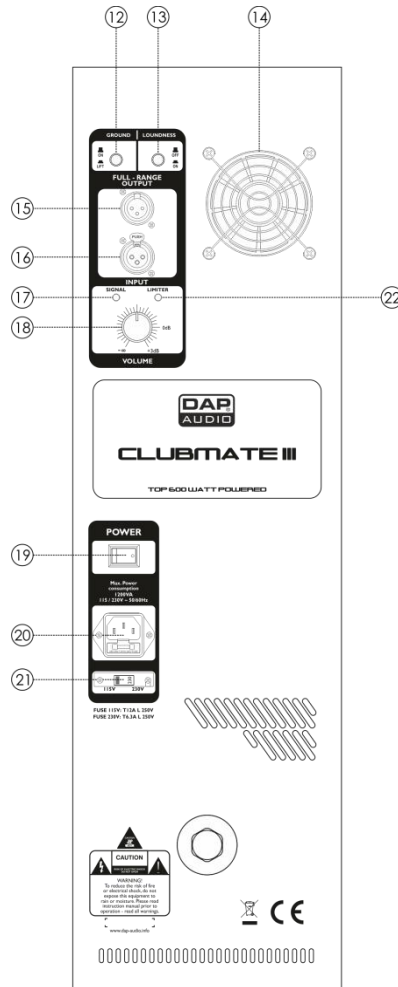 12 13 14
GROUND LOUNDNESS
ON OFF
LIFT ON
FULL - RANGE
OUTPUT
15
PUSH
16
INPUT
17 SIGNAL LIMITER 22
18
0dB
-∞ +3dB
VOLUME
DAP
AUDIO
CLUBMATE III
TOP 600 WATT POWERED
POWER
19
Max. Power
consumption
1200VA
115 / 230V ~ 50/60Hz
20
21
115V 230V
FUSE 115V: T12A L 250V
FUSE 230V: T6.3A L 250V
CAUTION
WARNING!
To reduce the risk of fire
or electrical shock, do not
expose this equipment to
rain or moisture. Please read
instruction manual prior to
operation - read all warnings.
www.dap-audio.info
CE